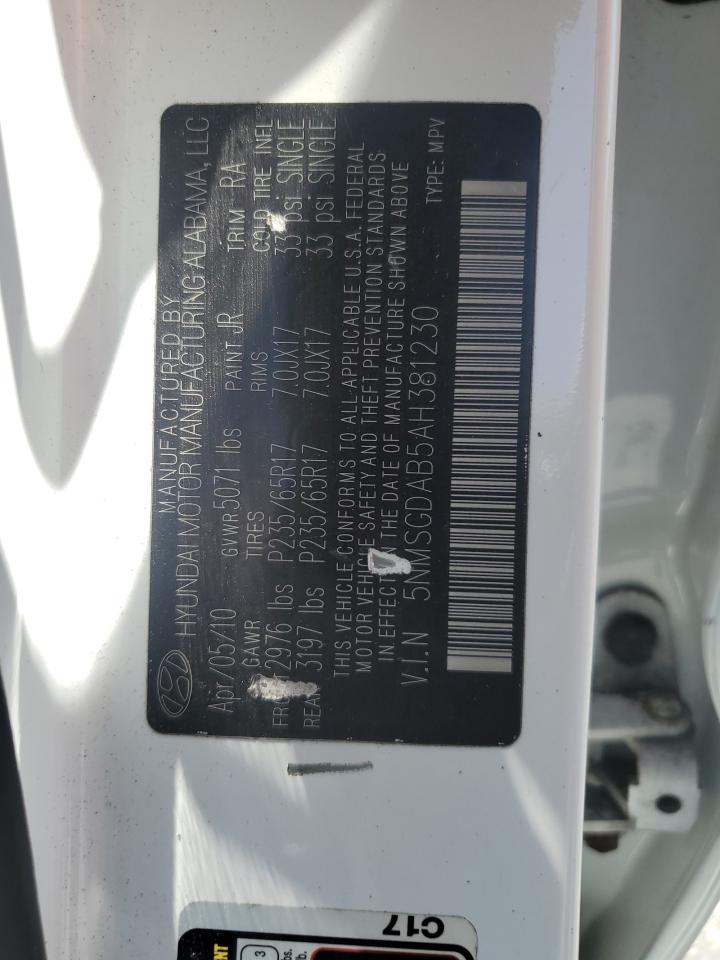 MANUFACTURED BY
HYUNDAI MOTOR MANUFACTURING ALABAMA, LLC
Apr/05/10 GVWR 5071 lbs PAINT JR TRIM RA
GAWR TIRES RIMS COLD TIRE INFL
2976 lbs P235/65R17 7.0JX17 33 psi SINGLE
3197 lbs P235/65R17 7.0JX17 33 psi SINGLE
THIS VEHICLE CONFORMS TO ALL APPLICABLE U.S.A. FEDERAL
MOTOR VEHICLE SAFETY AND THEFT PREVENTION STANDARDS
IN EFFECT ON THE DATE OF MANUFACTURE SHOWN ABOVE
V.I.N 5NMSGDAB5AH381230 TYPE: MPV
C17
3